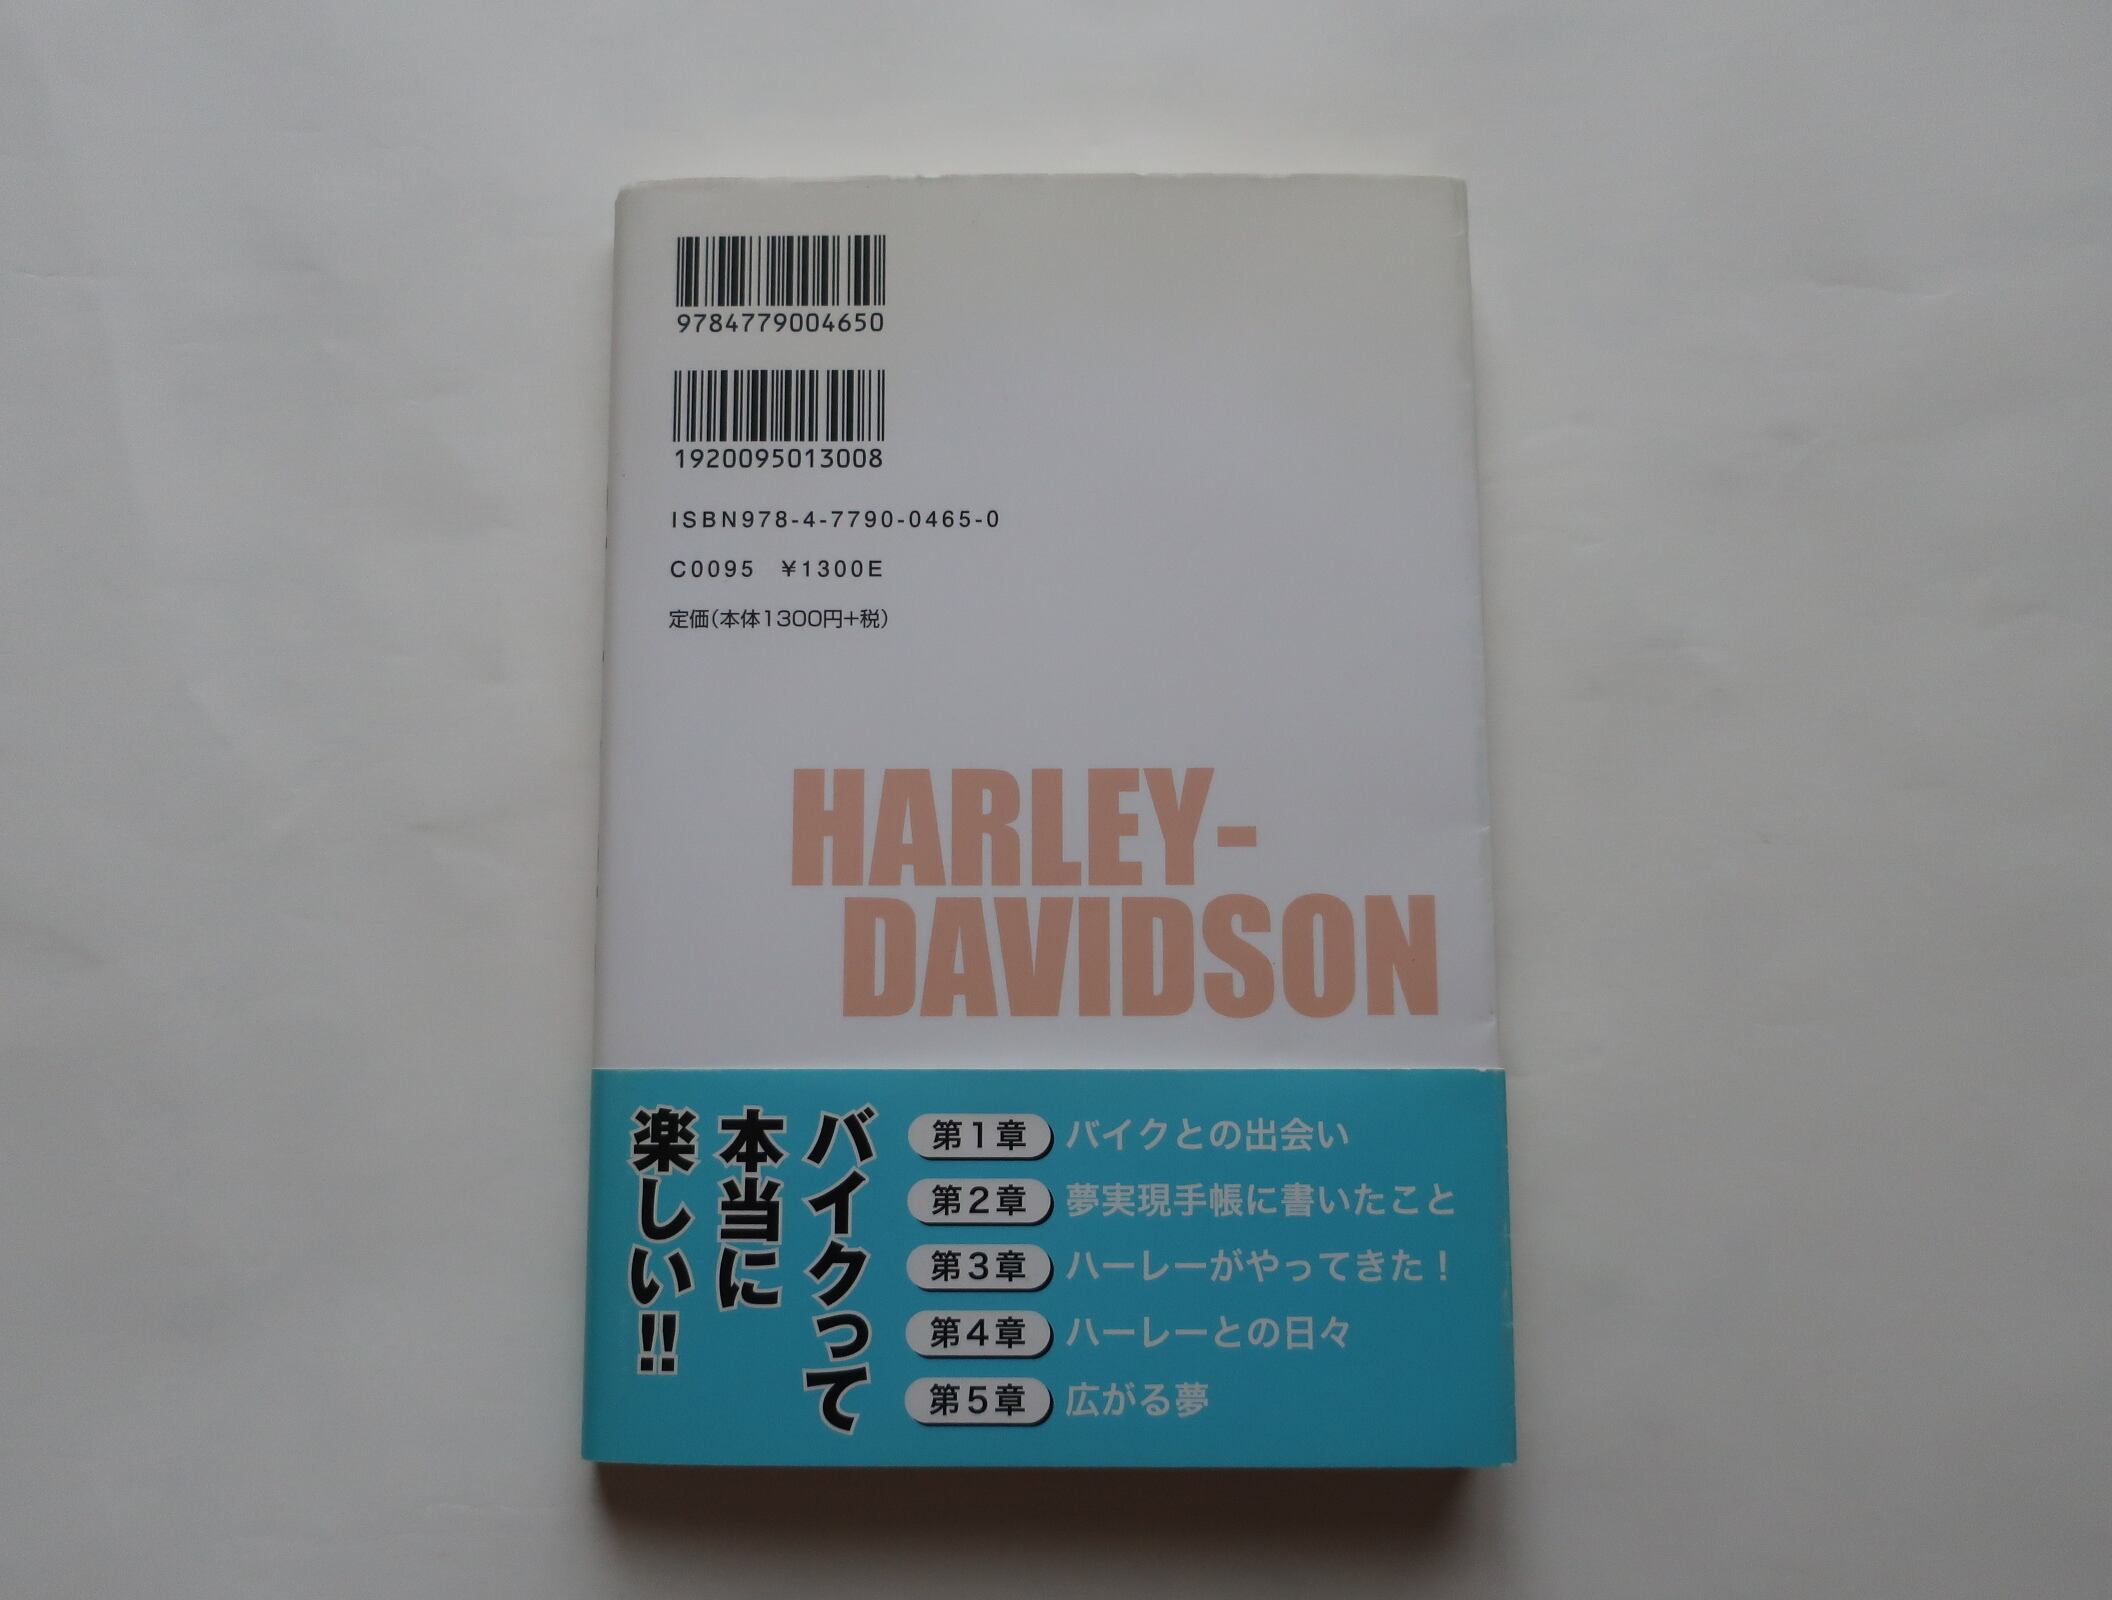 9784779004650
1920095013008
ISBN978-4-7790-0465-0
C0095 ¥1300E
定価(本体1300円+税)
HARLEY-
DAVIDSON
バイクって
本当に
楽しい!!
第1章 バイクとの出会い
第2章 夢実現手帳に書いたこと
第3章 ハーレーがやってきた！
第4章 ハーレーとの日々
第5章 広がる夢